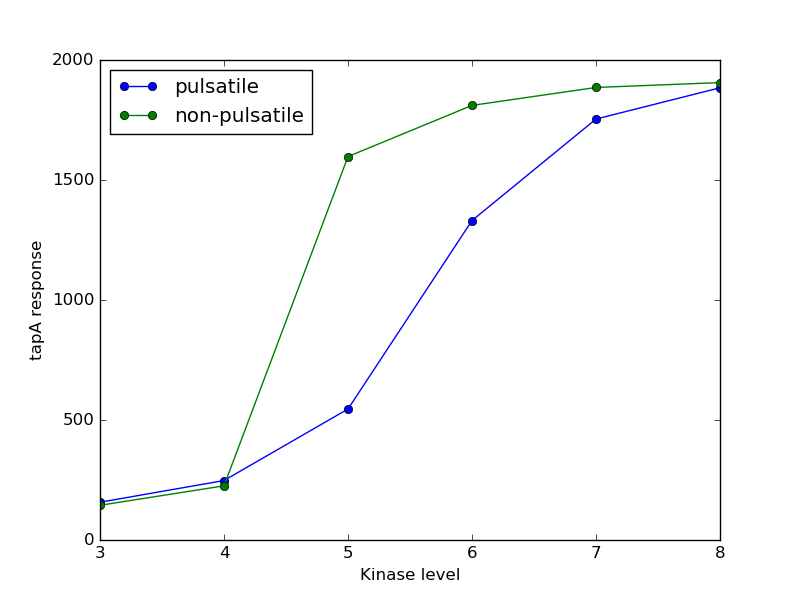 2000
1500
1000
500
0
tapA response
pulsatile
non-pulsatile
3 4 5 6 7 8
Kinase level